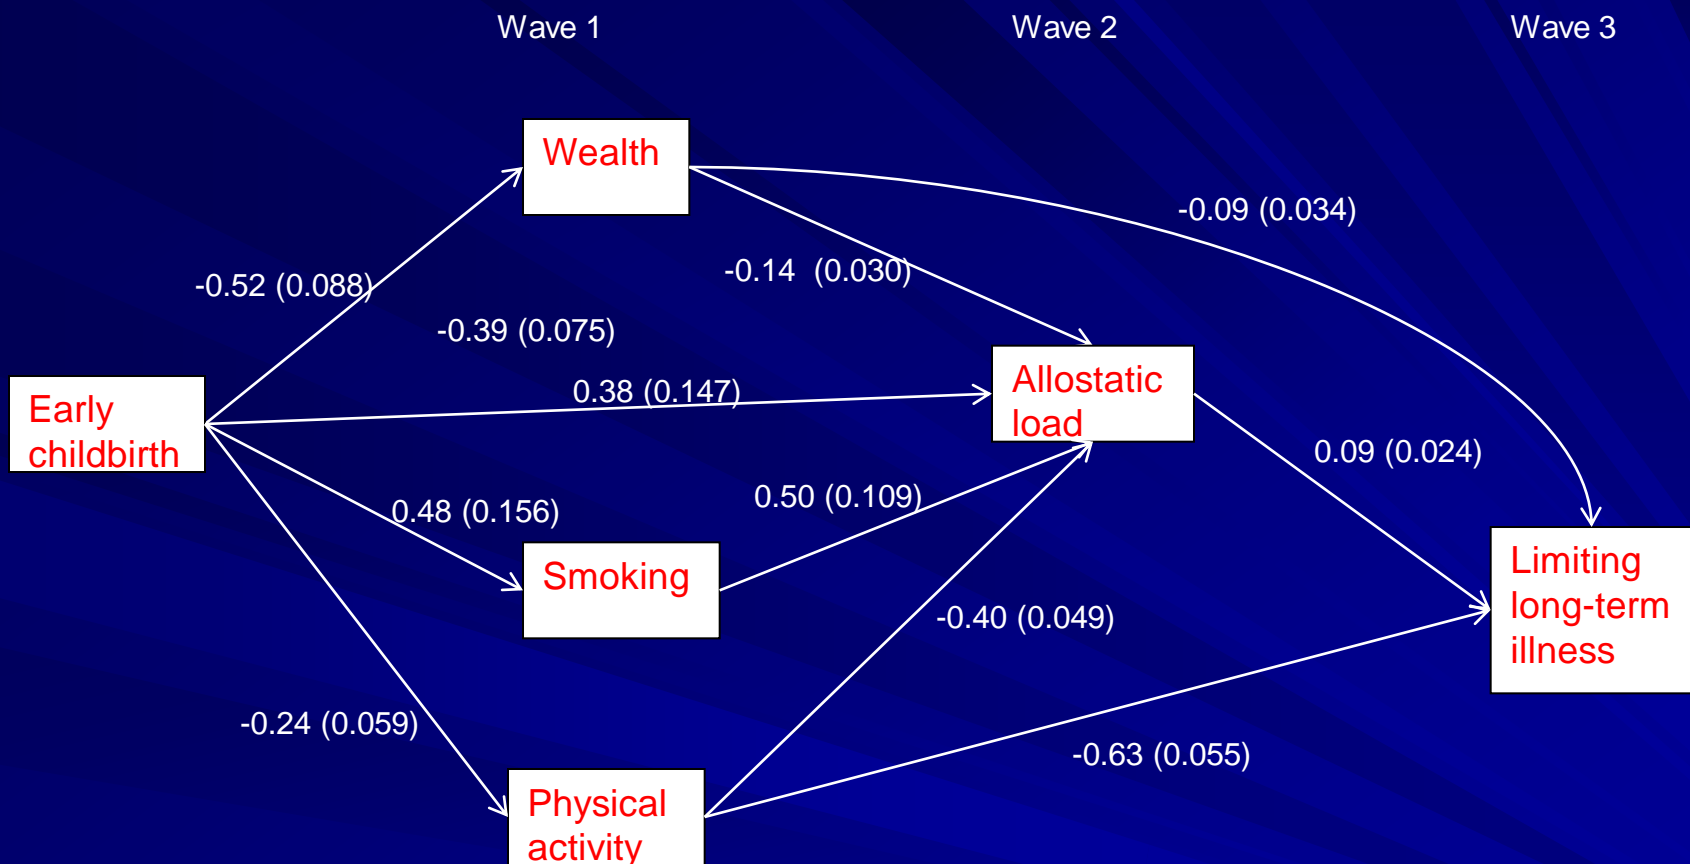 Wave 1
Wave 2
Wave 3
Wealth
-0.09 (0.034)
-0.14  (0.030)
-0.52 (0.088)
-0.39 (0.075)
0.38 (0.147)
Early
childbirth
Allostatic
load
0.09 (0.024)
0.48 (0.156)
0.50 (0.109)
Smoking
Limiting
long-term
illness
-0.40 (0.049)
-0.24 (0.059)
-0.63 (0.055)
Physical
activity